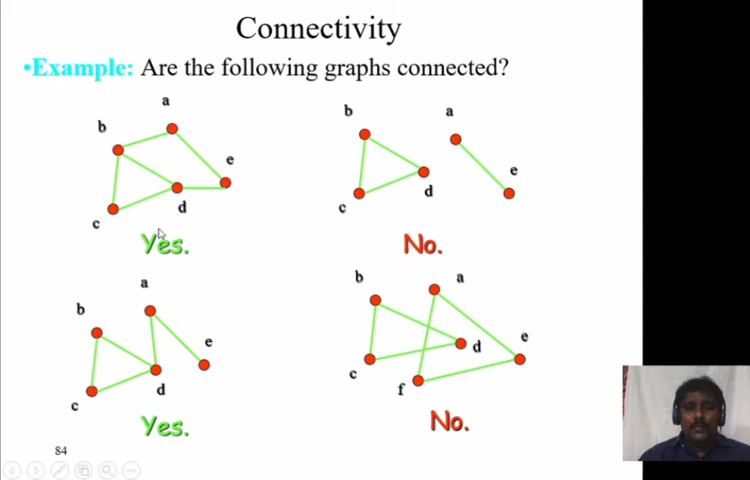 Connectivity
•Example: Are the following graphs connected?
a
b
e
d
c
Yes.
b
a
e
d
c
No.
a
b
e
d
c
Yes.
b
a
e
d
c
f
No.
84